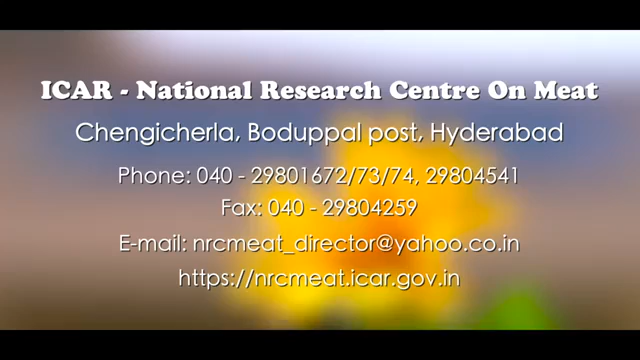 ICAR - National Research Centre On Meat
Chengicherla, Boduppal post, Hyderabad
Phone: 040 - 29801672/73/74, 29804541
Fax: 040 - 29804259
E-mail: nrcmeat_director@yahoo.co.in
https://nrcmeat.icar.gov.in